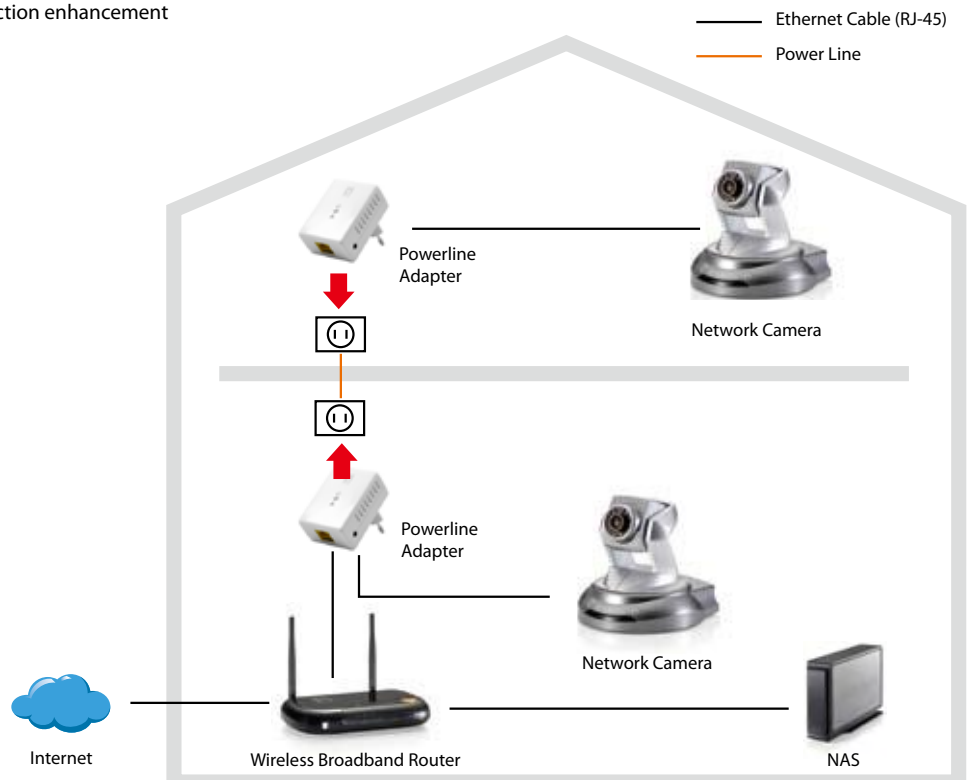 ction enhancement
Ethernet Cable (RJ-45)
Power Line
Powerline
Adapter
Network Camera
Powerline
Adapter
Network Camera
Internet
Wireless Broadband Router
NAS